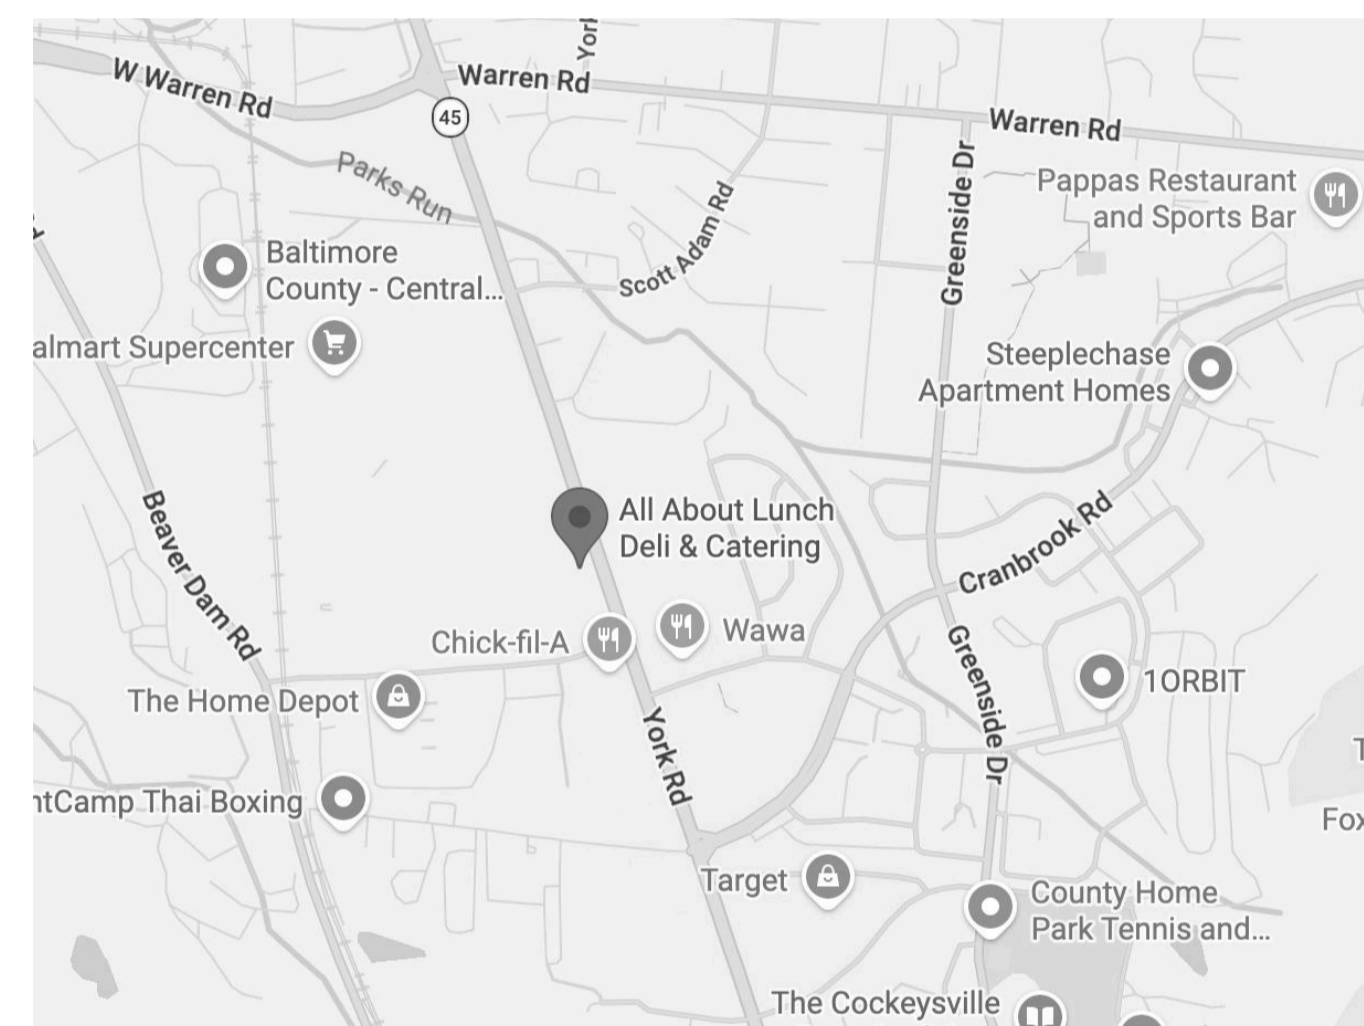 York
W Warren Rd
Warren Rd
45
Warren Rd
Parks Run
Greenside Dr
Scott Adam Rd
Pappas Restaurant
and Sports Bar
Baltimore
County - Central...
almart Supercenter
Steeplechase
Apartment Homes
Beaver Dam Rd
All About Lunch
Deli & Catering
Cranbrook Rd
Chick-fil-A
Wawa
Greenside Dr
1ORBIT
The Home Depot
York Rd
ntCamp Thai Boxing
Fox
Target
County Home
Park Tennis and...
The Cockeysville